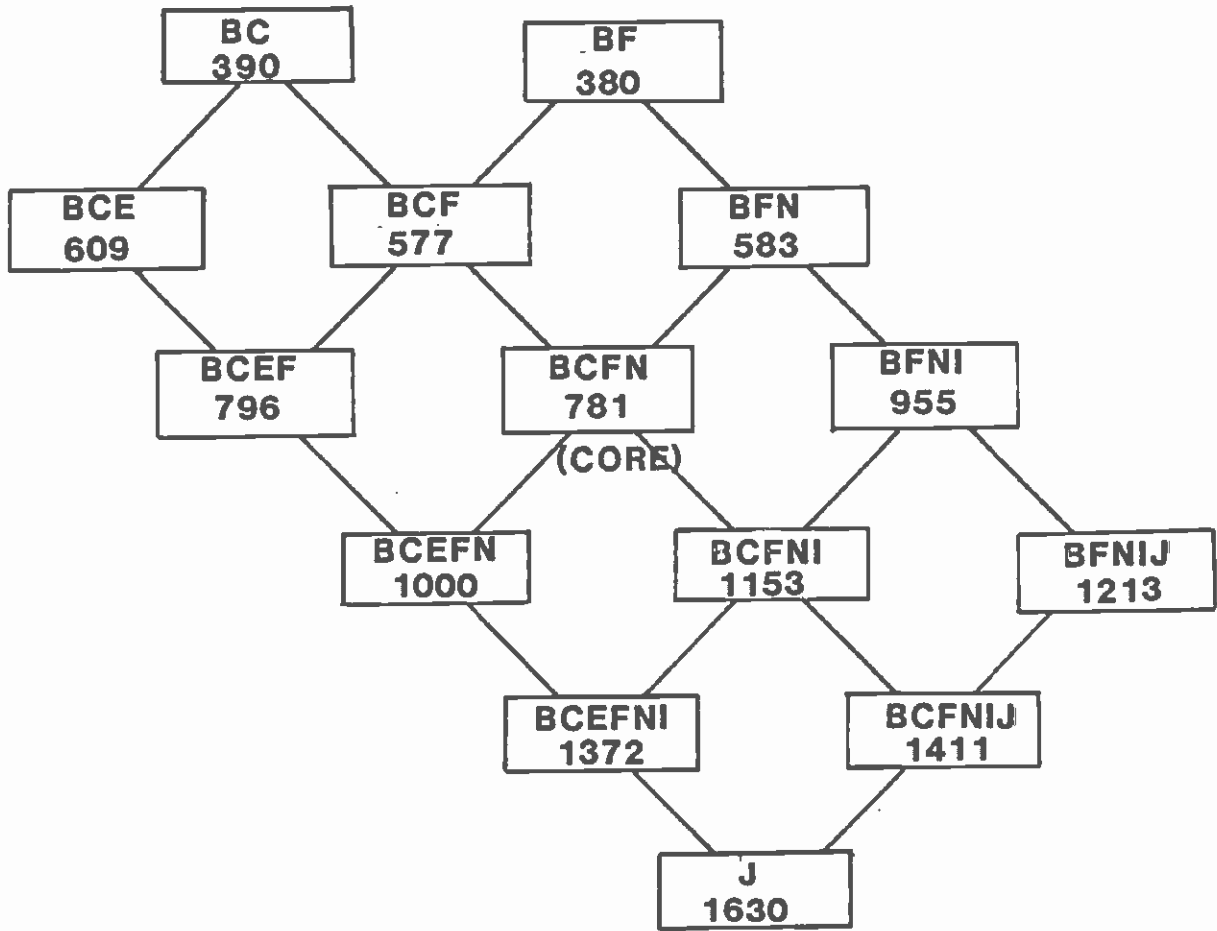 BC
390
BF
380
BCE
609
BCF
577
BFN
583
BCEF
796
BCFN
781
(CORE)
BFNI
955
BCEFN
1000
BCFNI
1153
BFNIJ
1213
BCEFNI
1372
BCFNIJ
1411
J
1630